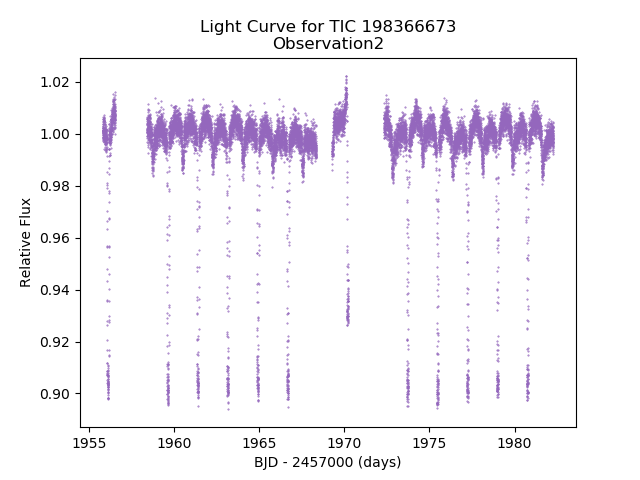 Light Curve for TIC 198366673
Observation2
1.02
1.00
0.98
0.96
0.94
0.92
0.90
Relative Flux
1955 1960 1965 1970 1975 1980
BJD - 2457000 (days)